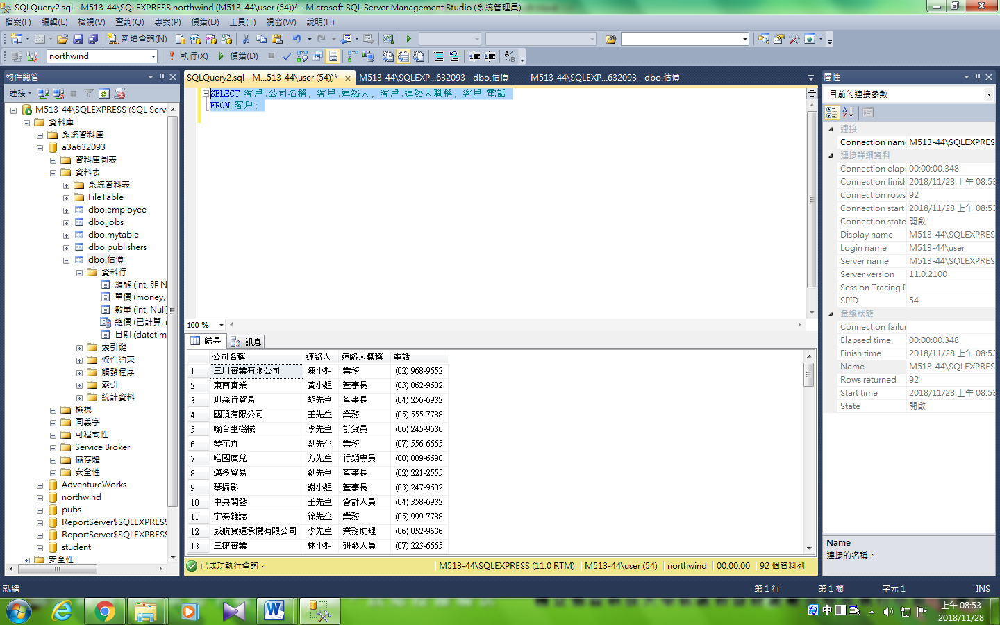 SQLQuery2.sql - M513-44\SQLEXPRESS.northwind (M513-44\user (54))* - Microsoft SQL Server Management Studio (系統管理員)
檔案(F) 編輯(E) 檢視(V) 查詢(Q) 專案(P) 偵錯(D) 工具(T) 視窗(W) 說明(H)
新增查詢(N)
northwind 執行(X) 偵錯(D)
物件總管
連接
M513-44\SQLEXPRESS (SQL Serve
資料庫
系統資料庫
a3a632093
資料庫圖表
資料表
系統資料表
FileTable
dbo.employee
dbo.jobs
dbo.mytable
dbo.publishers
dbo.估價
資料行
編號 (int, 非 N
單價 (money,
數量 (int, Null)
總價 (已計算, 
日期 (datetim
索引鍵
條件約束
觸發程序
索引
統計資料
檢視
同義字
可程式性
Service Broker
儲存體
安全性
AdventureWorks
northwind
pubs
ReportServer$SQLEXPRESS
ReportServer$SQLEXPRESS
student
安全性
SQLQuery2.sql - M...513-44\user (54))* M513-44\SQLEXP...632093 - dbo.估價 M513-44\SQLEXP...632093 - dbo.估價
SELECT 客戶.公司名稱, 客戶.連絡人, 客戶.連絡人職稱, 客戶.電話
FROM 客戶;
100 %
結果 訊息
公司名稱 連絡人 連絡人職稱 電話
1 三川實業有限公司 陳小姐 業務 (02) 968-9652
2 東南實業 黃小姐 董事長 (03) 862-9682
3 坦森行貿易 胡先生 董事長 (04) 256-6932
4 國頂有限公司 王先生 業務 (05) 555-7788
5 喻台生機械 李先生 訂貨員 (06) 245-9636
6 琴花卉 劉先生 業務 (07) 556-6665
7 皓國廣兌 方先生 行銷專員 (08) 889-6698
8 邁多貿易 劉先生 董事長 (02) 221-2555
9 琴攝影 謝小姐 董事長 (03) 247-9682
10 中央開發 王先生 會計人員 (04) 358-6932
11 宇泰雜誌 徐先生 業務 (05) 999-7788
12 威航貨運承攬有限公司 李先生 業務助理 (06) 852-9636
13 三捷實業 林小姐 研發人員 (07) 223-6665
已成功執行查詢。 M513-44\SQLEXPRESS (11.0 RTM) M513-44\user (54) northwind 00:00:00 92 個資料列
屬性
目前的連接參數
連接
Connection nam M513-44\SQLEXPRES
連接詳細資料
Connection elap 00:00:00.348
Connection finish 2018/11/28 上午 08:53
Connection rows 92
Connection start 2018/11/28 上午 08:53
Connection state 開啟
Display name M513-44\SQLEXPRES
Login name M513-44\user
Server name M513-44\SQLEXPRES
Server version 11.0.2100
Session Tracing I
SPID 54
彙總狀態
Connection failur
Elapsed time 00:00:00.348
Finish time 2018/11/28 上午 08:53
Name M513-44\SQLEXPRES
Rows returned 92
Start time 2018/11/28 上午 08:53
State 開啟
Name
連接的名稱。
就緒 第 1 行 第 1 欄 字元 1 INS
中
上午 08:53
2018/11/28